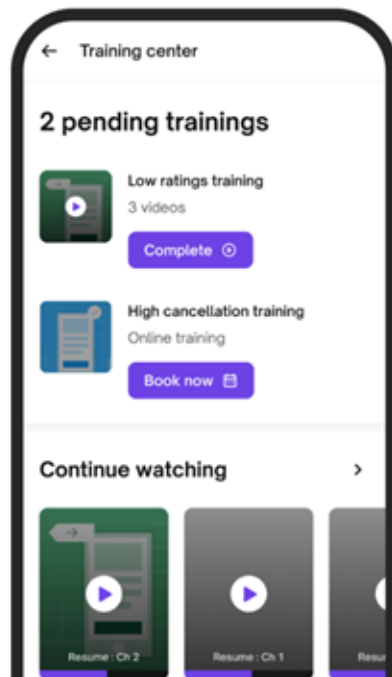 Training center
2 pending trainings
Low ratings training
3 videos
Complete
High cancellation training
Online training
Book now
Continue watching
Resume : Ch 2
Resume : Ch 1
Resu